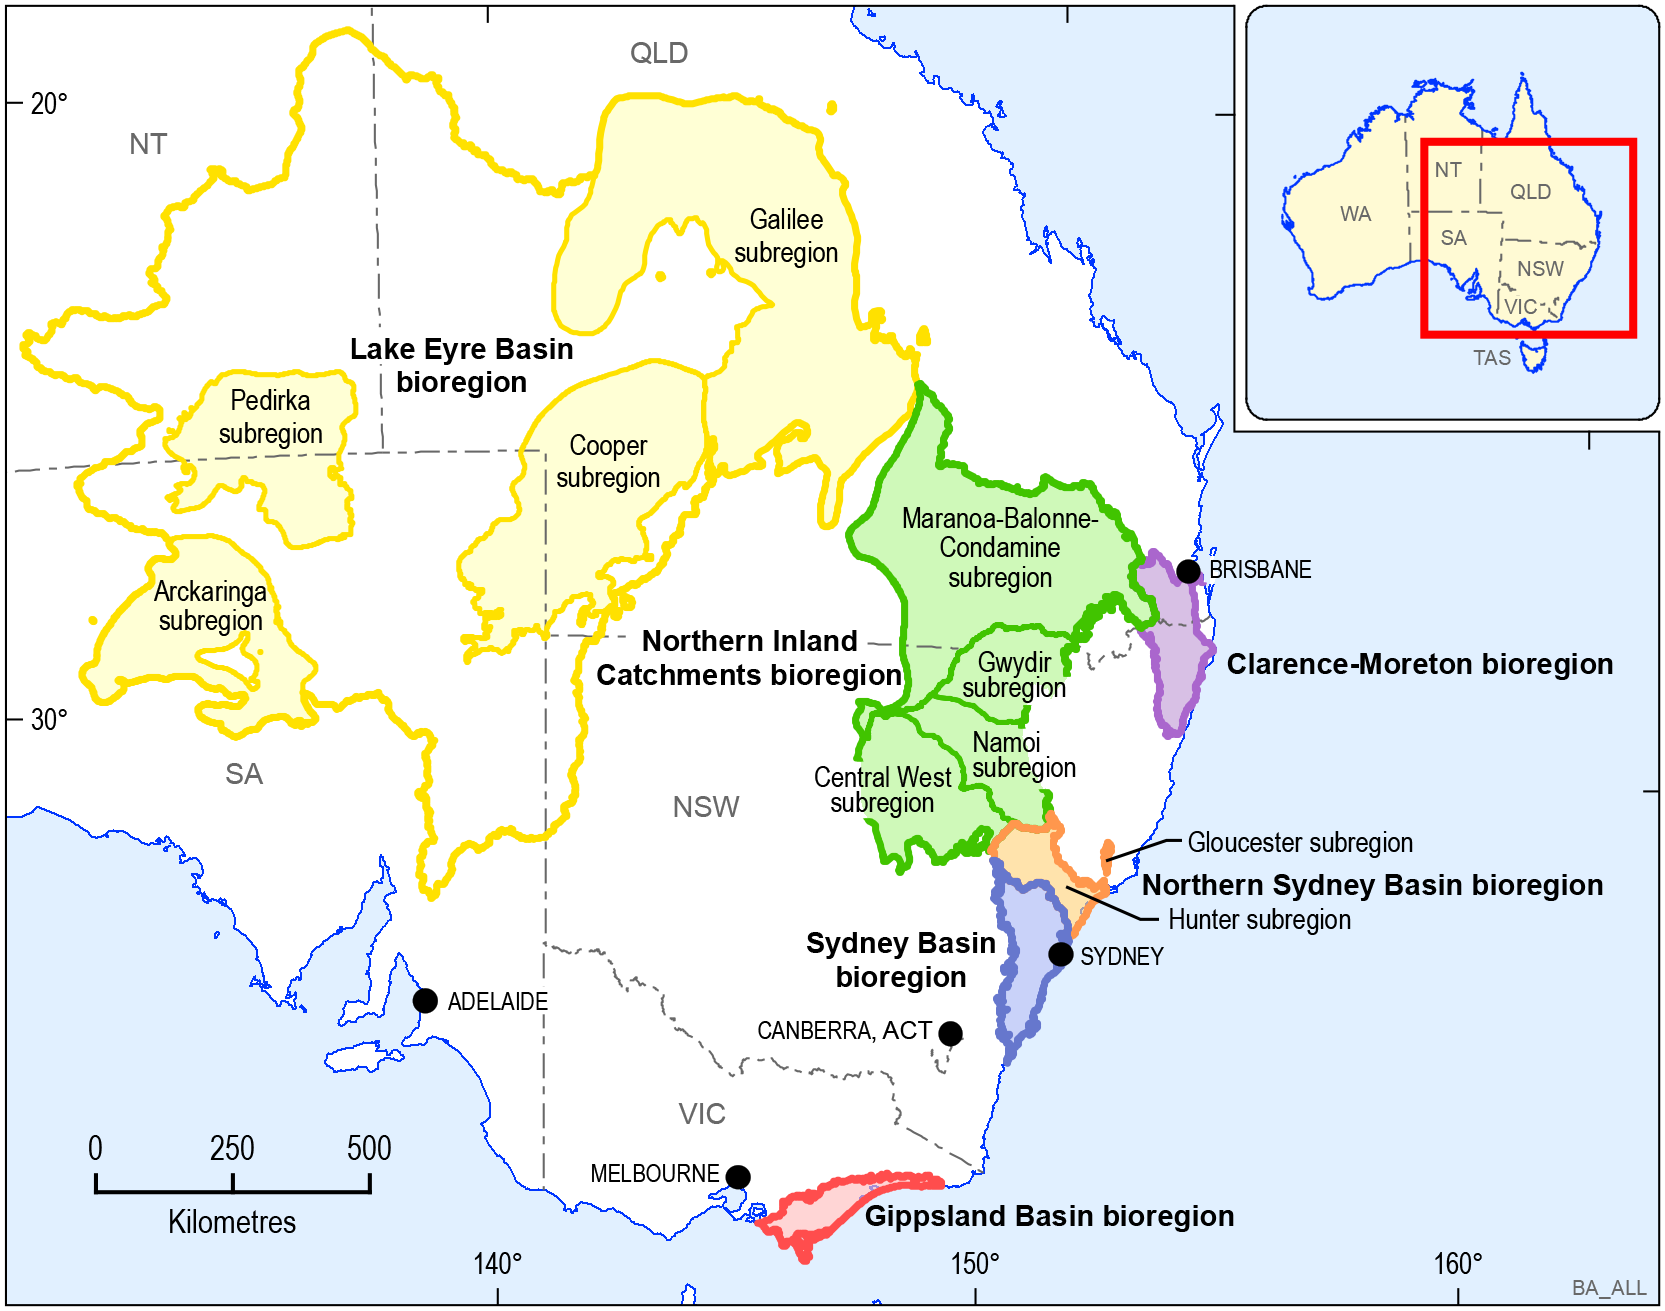 QLD
20°
NT
Galilee
subregion
Lake Eyre Basin
bioregion
Pedirka
subregion
Cooper
subregion
Maranoa-Balonne-
Condamine
subregion
Arckaringa
subregion
BRISBANE
Northern Inland
Catchments bioregion
Gwydir
subregion
Clarence-Moreton bioregion
30°
SA
Namoi
subregion
Central West
subregion
NSW
Gloucester subregion
Northern Sydney Basin bioregion
Hunter subregion
Sydney Basin
bioregion
SYDNEY
ADELAIDE
CANBERRA, ACT
VIC
0 250 500
Kilometres
MELBOURNE
Gippsland Basin bioregion
140° 150° 160°
BA_ALL
NT
QLD
WA
SA
NSW
VIC
TAS